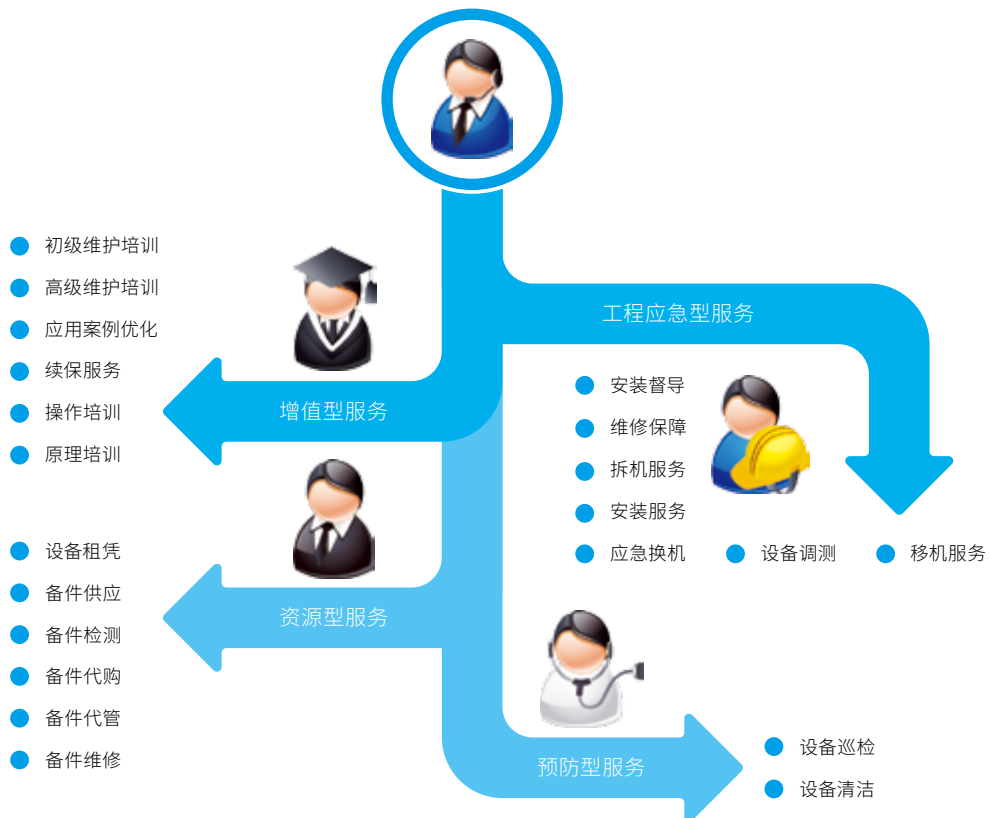 初级维护培训
高级维护培训
应用案例优化
续保服务
操作培训
原理培训
增值型服务
工程应急型服务
安装督导
维修保障
拆机服务
安装服务
应急换机 设备调测 移机服务
设备租凭
备件供应
备件检测
备件代购
备件代管
备件维修
资源型服务
预防型服务
设备巡检
设备清洁